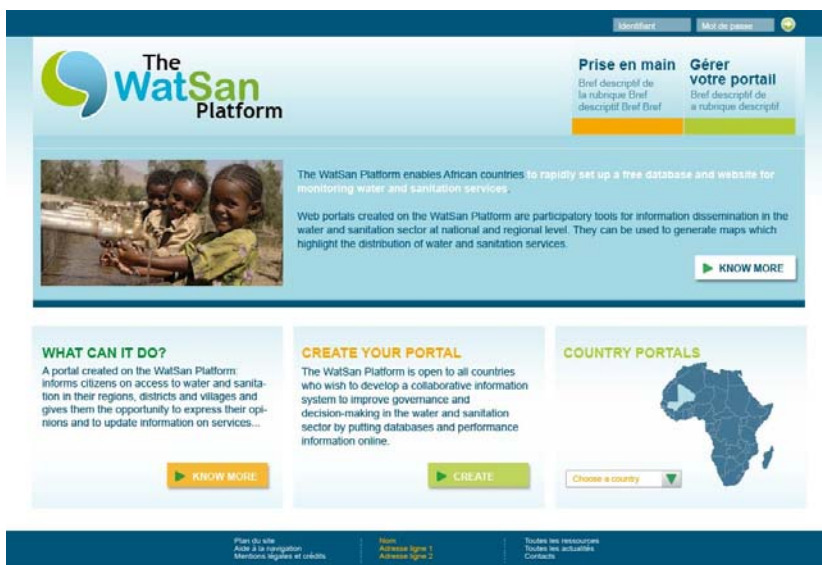 Identifiant
Mot de passe
The
WatSan
Platform
Prise en main
Bref descriptif de
la rubrique Bref
descriptif Bref Bref
Gérer
votre portail
Bref descriptif de
a rubrique descriptif
The WatSan Platform enables African countries to rapidly set up a free database and website for
monitoring water and sanitation services.
Web portals created on the WatSan Platform are participatory tools for information dissemination in the
water and sanitation sector at national and regional level. They can be used to generate maps which
highlight the distribution of water and sanitation services.
KNOW MORE
WHAT CAN IT DO?
A portal created on the WatSan Platform:
informs citizens on access to water and sanita-
tion in their regions, districts and villages and
gives them the opportunity to express their opi-
nions and to update information on services...
KNOW MORE
CREATE YOUR PORTAL
The WatSan Platform is open to all countries
who wish to develop a collaborative information
system to improve governance and
decision-making in the water and sanitation
sector by putting databases and performance
information online.
CREATE
COUNTRY PORTALS
Choose a country
Plan du site
Aide à la navigation
Mentions légales et crédits
Nom
Adresse ligne 1
Adresse ligne 2
Toutes les ressources
Toutes les actualités
Contacts